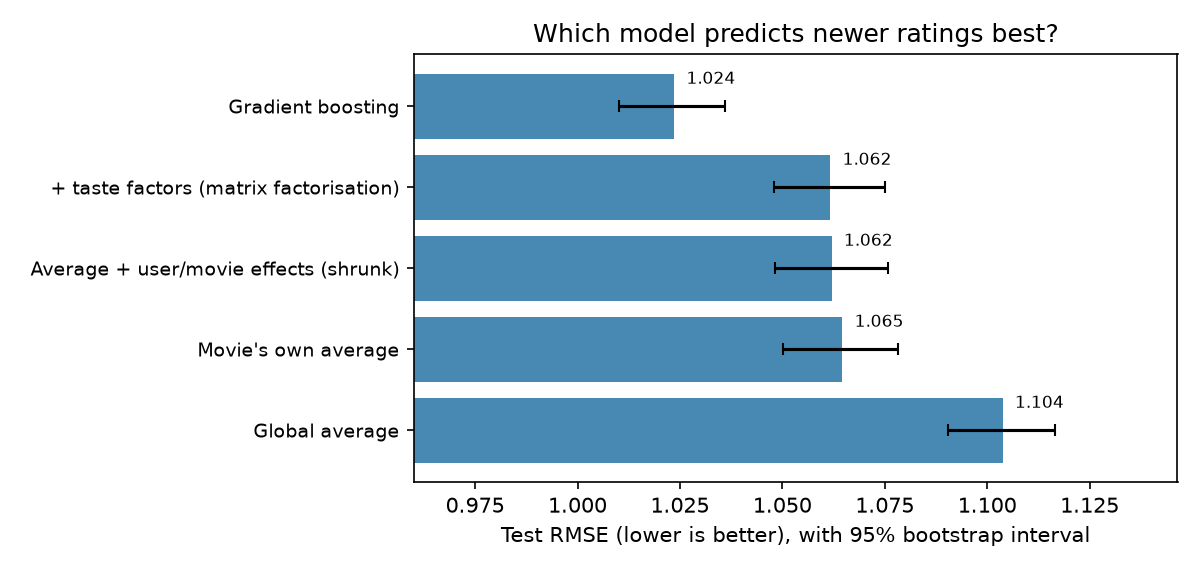 Which model predicts newer ratings best?
Gradient boosting
1.024
+ taste factors (matrix factorisation)
1.062
Average + user/movie effects (shrunk)
1.062
Movie's own average
1.065
Global average
1.104
0.975 1.000 1.025 1.050 1.075 1.100 1.125
Test RMSE (lower is better), with 95% bootstrap interval